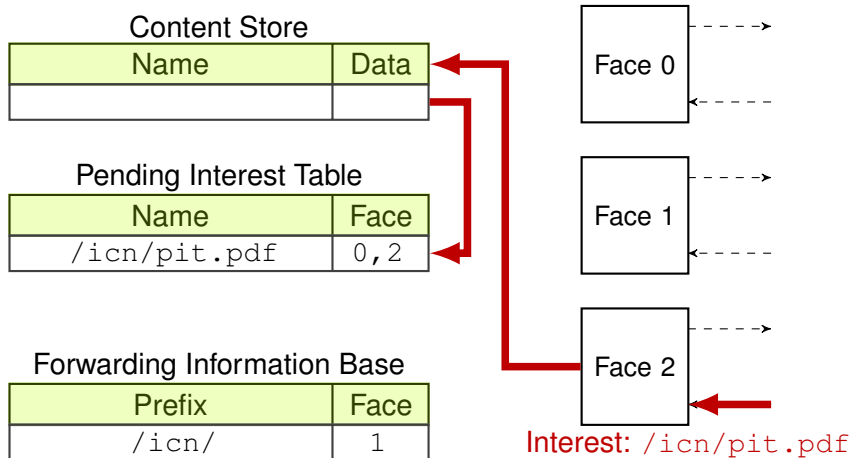 Content Store
Name Data
Pending Interest Table
Name Face
/icn/pit.pdf 0,2
Forwarding Information Base
Prefix Face
/icn/ 1
Face 0
Face 1
Face 2
Interest: /icn/pit.pdf